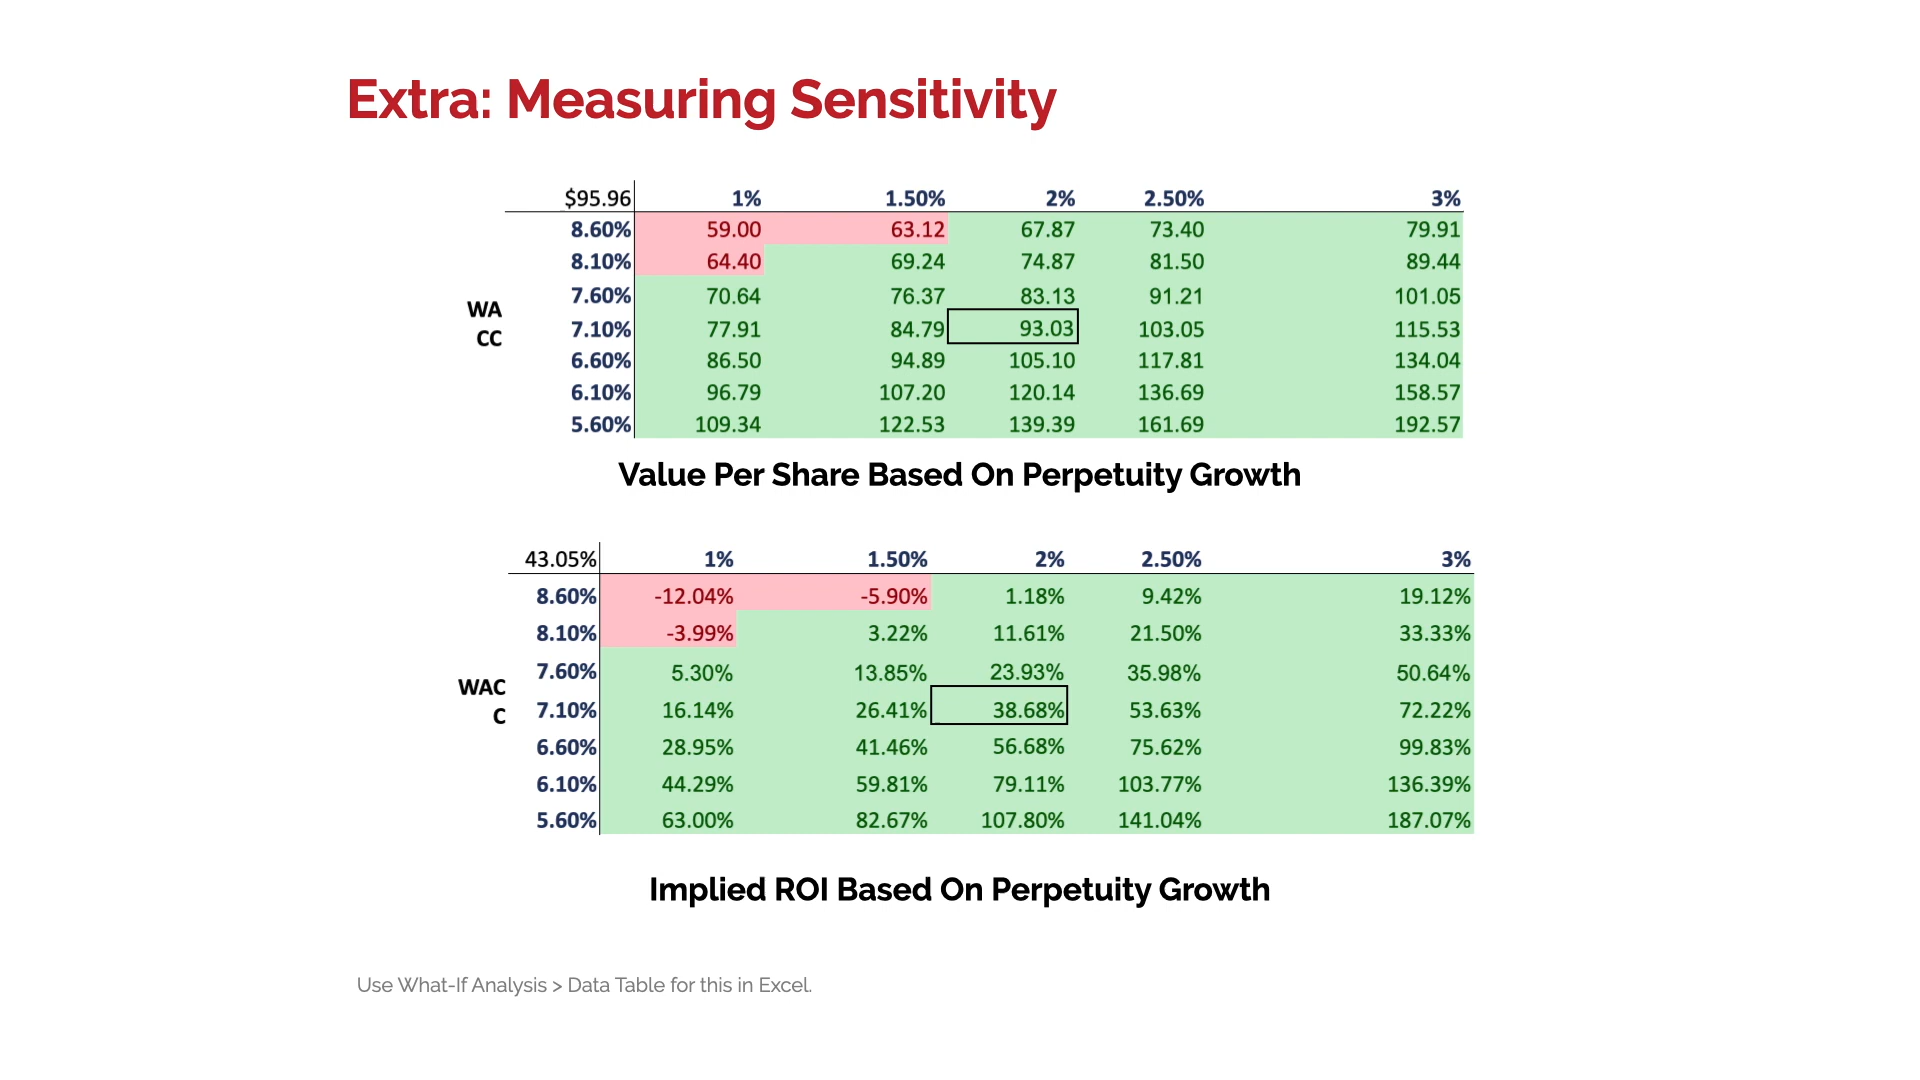 Extra: Measuring Sensitivity
$95.96 1% 1.50% 2% 2.50% 3%
8.60% 59.00 63.12 67.87 73.40 79.91
8.10% 64.40 69.24 74.87 81.50 89.44
7.60% 70.64 76.37 83.13 91.21 101.05
WA
CC
7.10% 77.91 84.79 93.03 103.05 115.53
6.60% 86.50 94.89 105.10 117.81 134.04
6.10% 96.79 107.20 120.14 136.69 158.57
5.60% 109.34 122.53 139.39 161.69 192.57
Value Per Share Based On Perpetuity Growth
43.05% 1% 1.50% 2% 2.50% 3%
8.60% -12.04% -5.90% 1.18% 9.42% 19.12%
8.10% -3.99% 3.22% 11.61% 21.50% 33.33%
7.60% 5.30% 13.85% 23.93% 35.98% 50.64%
WAC
C
7.10% 16.14% 26.41% 38.68% 53.63% 72.22%
6.60% 28.95% 41.46% 56.68% 75.62% 99.83%
6.10% 44.29% 59.81% 79.11% 103.77% 136.39%
5.60% 63.00% 82.67% 107.80% 141.04% 187.07%
Implied ROI Based On Perpetuity Growth
Use What-If Analysis > Data Table for this in Excel.